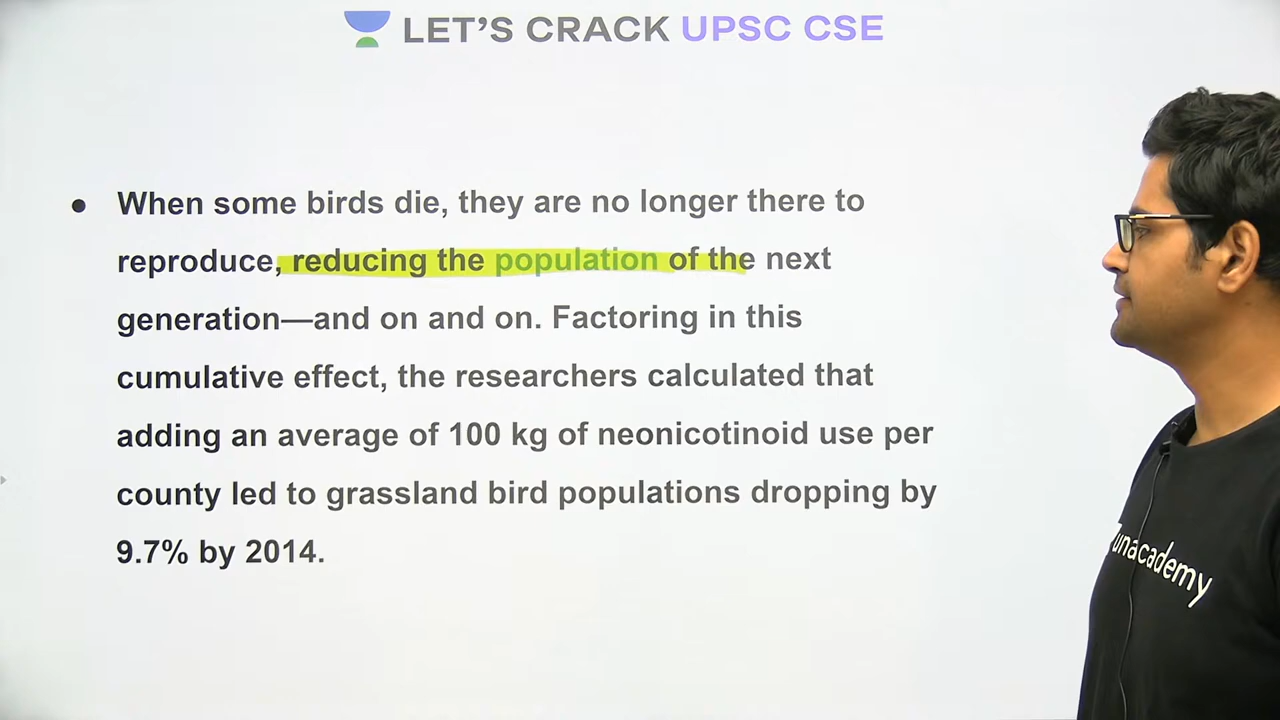 LET'S CRACK UPSC CSE
● When some birds die, they are no longer there to
reproduce, reducing the population of the next
generation—and on and on. Factoring in this
cumulative effect, the researchers calculated that
adding an average of 100 kg of neonicotinoid use per
county led to grassland bird populations dropping by
9.7% by 2014.
unacademy